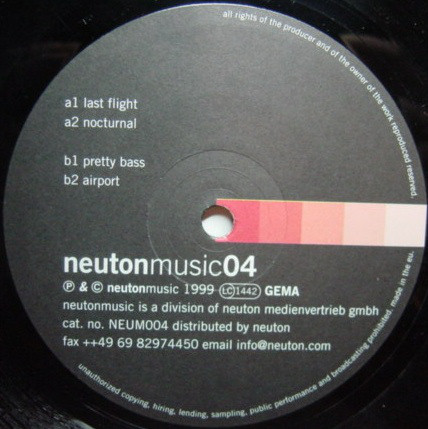 all rights of the producer and of the owner of the work reproduced reserved.
a1 last flight
a2 nocturnal
b1 pretty bass
b2 airport
neutonmusic04
Ⓟ & © neutonmusic 1999 LC 1442 GEMA
neutonmusic is a division of neuton medienvertrieb gmbh
cat. no. NEUM004 distributed by neuton
fax ++49 69 82974450 email info@neuton.com
unauthorized copying, hiring, lending, sampling, public performance and broadcasting prohibited. made in the eu.